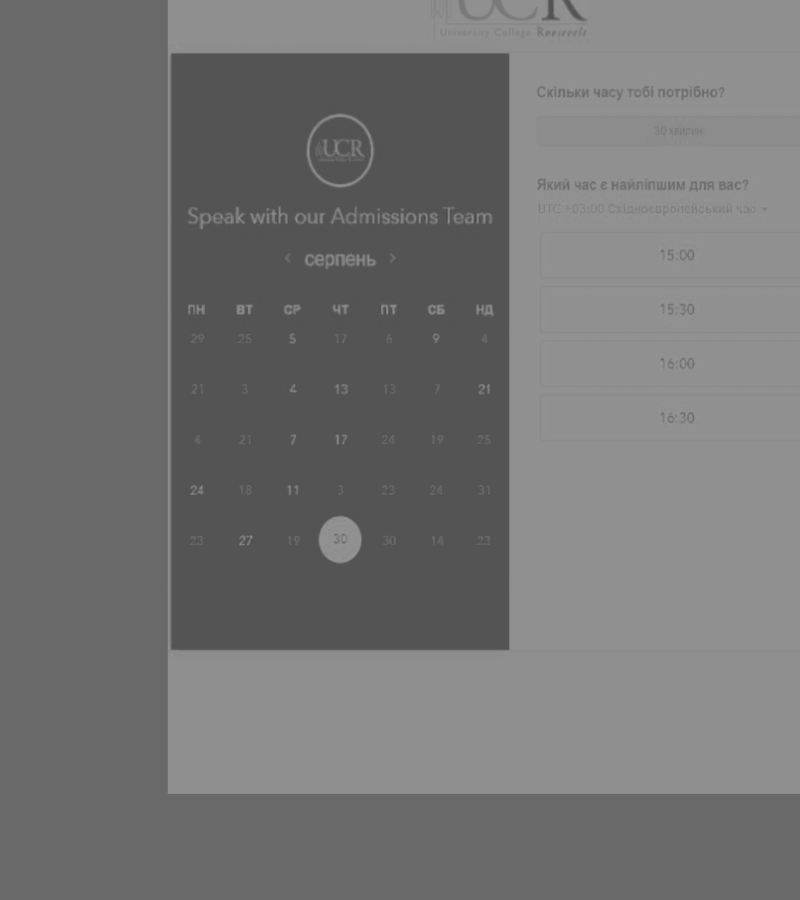 UCR
University College Roosevelt
UCR
Speak with our Admissions Team
‹ серпень ›
ПН ВТ СР ЧТ ПТ СБ НД
29 25 5 17 6 9 4
21 3 4 13 13 7 21
4 21 7 17 24 19 25
24 18 11 3 23 24 31
23 27 19 30 30 14 23
Скільки часу тобі потрібно?
30 хвилин
Який час є найліпшим для вас?
UTC +03:00 Східноєвропейський час
15:00
15:30
16:00
16:30